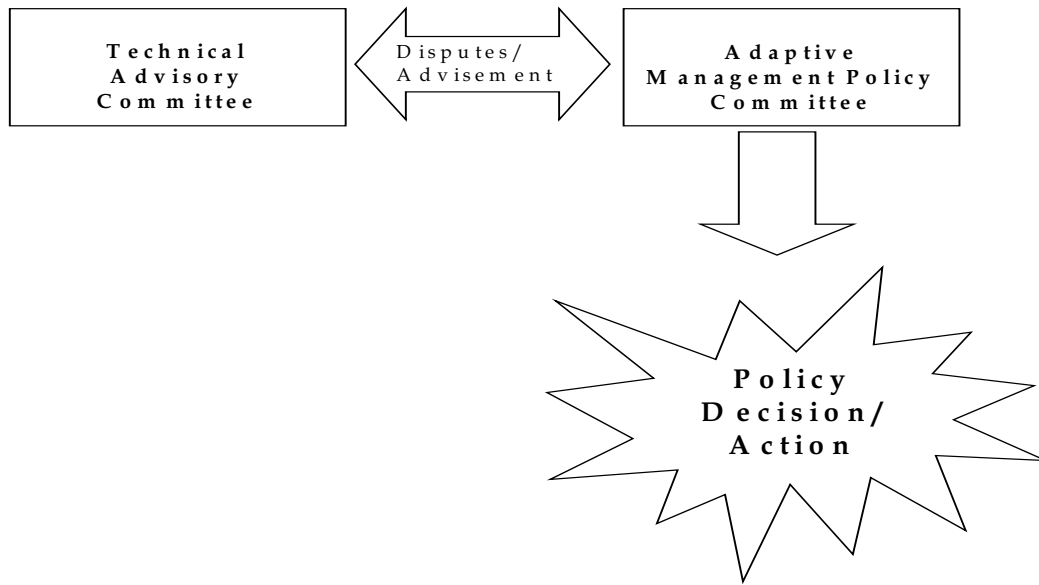 Technical
Advisory
Committee
Disputes/
Advisement
Adaptive
Management Policy
Committee
Policy
Decision/
Action